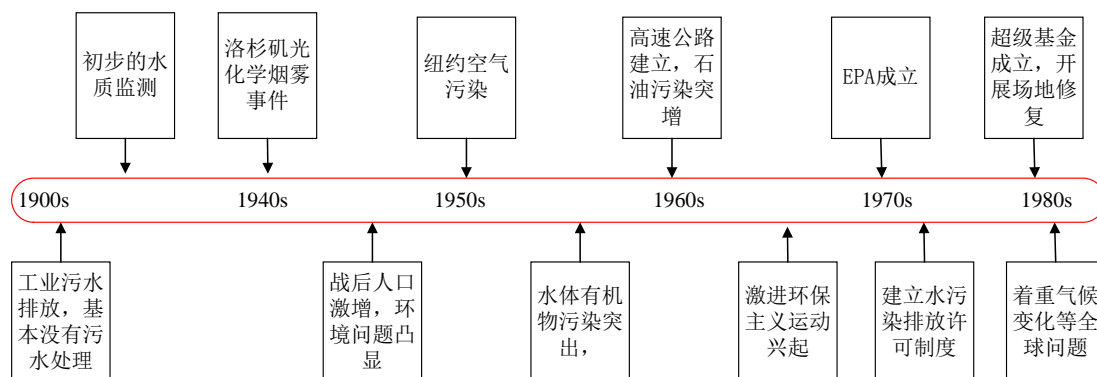 初步的水
质监测
洛杉矶光
化学烟雾
事件
纽约空气
污染
高速公路
建立，石
油污染突
增
EPA成立
超级基金
成立，开
展场地修
复
1900s
1940s
1950s
1960s
1970s
1980s
工业污水
排放，基
本没有污
水处理
战后人口
激增，环
境问题凸
显
水体有机
物污染突
出，
激进环保
主义运动
兴起
建立水污
染排放许
可制度
着重气候
变化等全
球问题